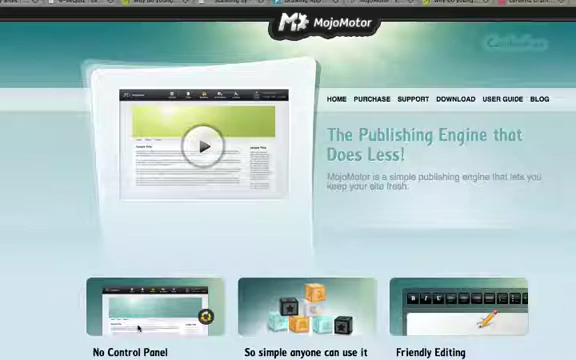 MojoMotor
HOME PURCHASE SUPPORT DOWNLOAD USER GUIDE BLOG
The Publishing Engine that
Does Less!
MojoMotor is a simple publishing engine that lets you
keep your site fresh.
No Control Panel
So simple anyone can use it
Friendly Editing